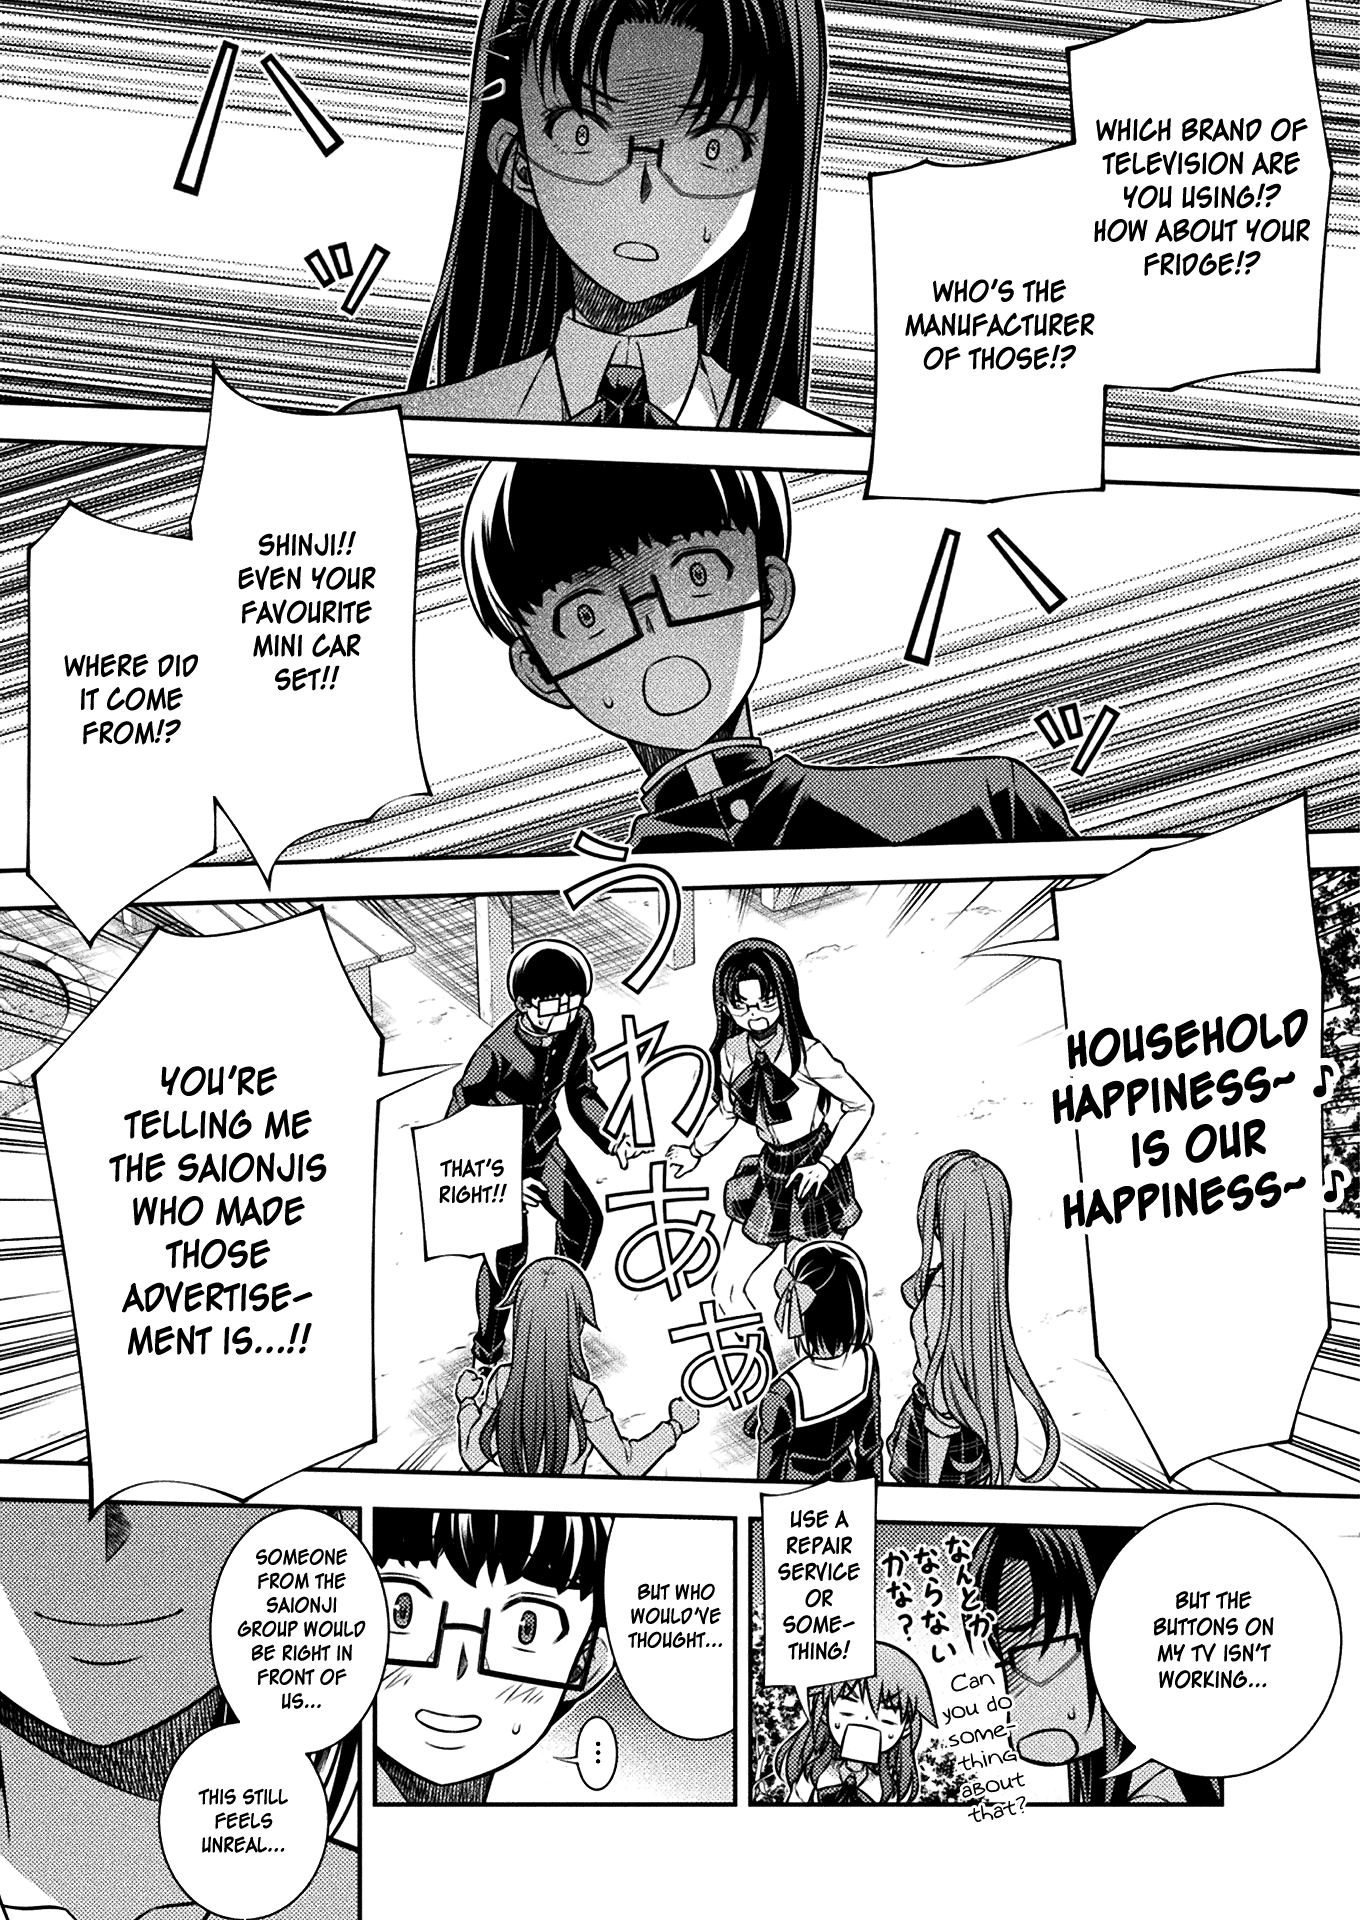 WHICH BRAND OF
TELEVISION ARE
YOU USING!?
HOW ABOUT YOUR
FRIDGE!?
WHO'S THE
MANUFACTURER
OF THOSE!?
SHINJI!!
EVEN YOUR
FAVOURITE
MINI CAR
SET!!
WHERE DID
IT COME
FROM!?
HOUSEHOLD
HAPPINESS~♪
IS OUR
HAPPINESS~♪
うわあああ
THAT'S
RIGHT!!
YOU'RE
TELLING ME
THE SAIONJIS
WHO MADE
THOSE
ADVERTISE-
MENT IS...!!
BUT THE
BUTTONS ON
MY TV ISN'T
WORKING...
なんとか
ならない
かな?
Can
you do
some-
thing
about
that?
USE A
REPAIR
SERVICE
OR
SOME-
THING!
BUT WHO
WOULD'VE
THOUGHT...
...
SOMEONE
FROM THE
SAIONJI
GROUP WOULD
BE RIGHT IN
FRONT OF
US...
THIS STILL
FEELS
UNREAL...